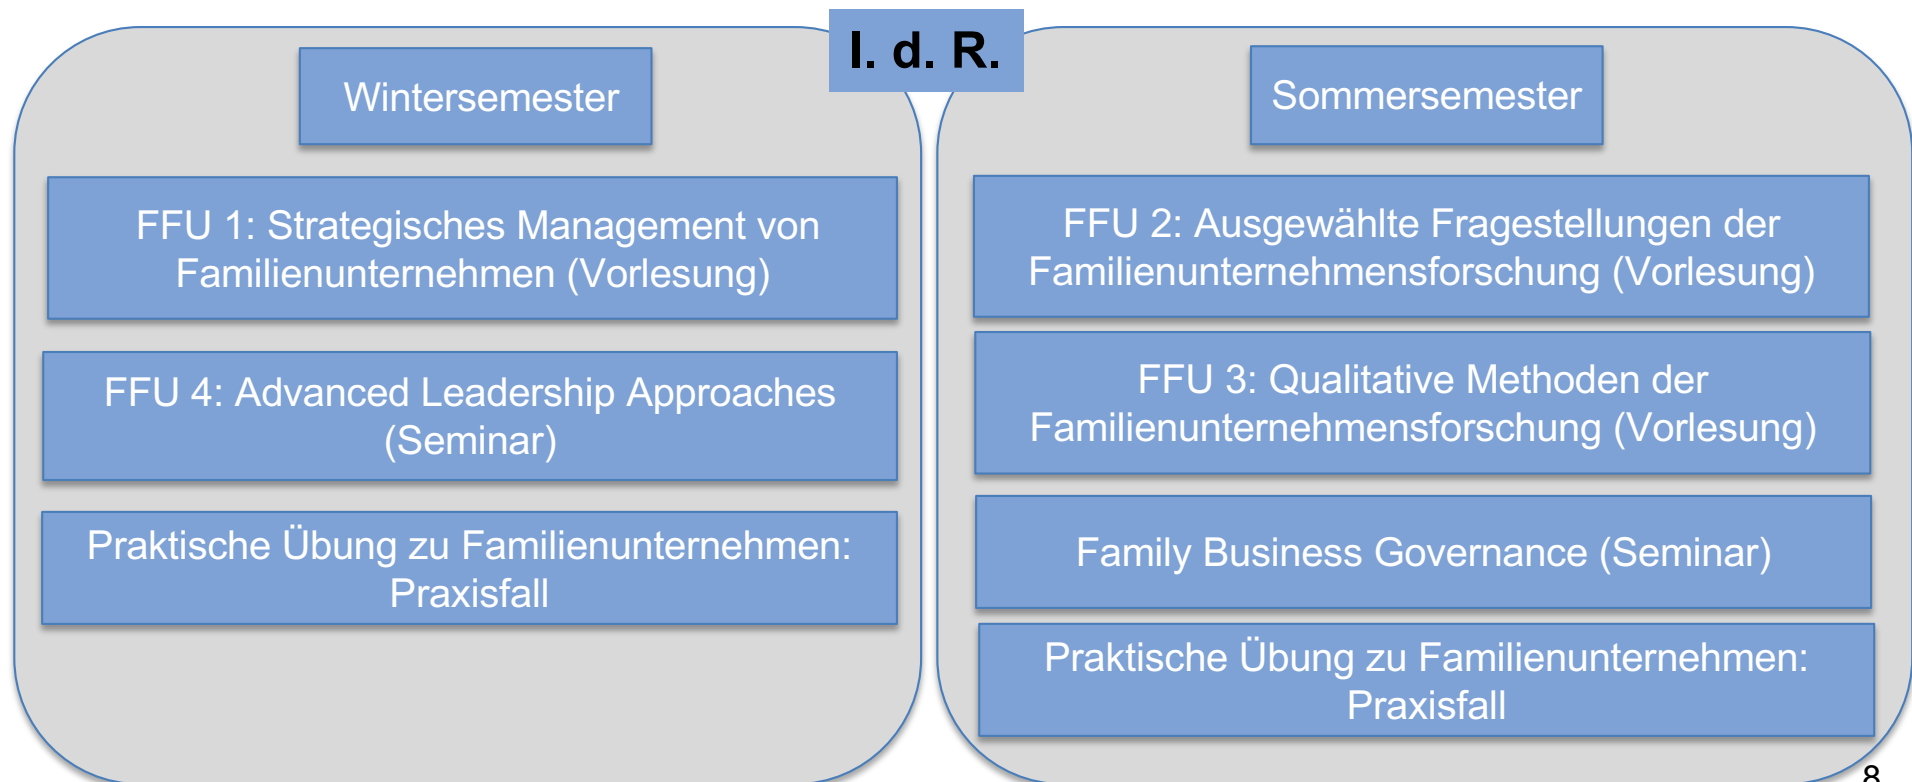 I. d. R.
Wintersemester
FFU 1: Strategisches Management von
Familienunternehmen (Vorlesung)
FFU 4: Advanced Leadership Approaches
(Seminar)
Praktische Übung zu Familienunternehmen:
Praxisfall
Sommersemester
FFU 2: Ausgewählte Fragestellungen der
Familienunternehmensforschung (Vorlesung)
FFU 3: Qualitative Methoden der
Familienunternehmensforschung (Vorlesung)
Family Business Governance (Seminar)
Praktische Übung zu Familienunternehmen:
Praxisfall
8